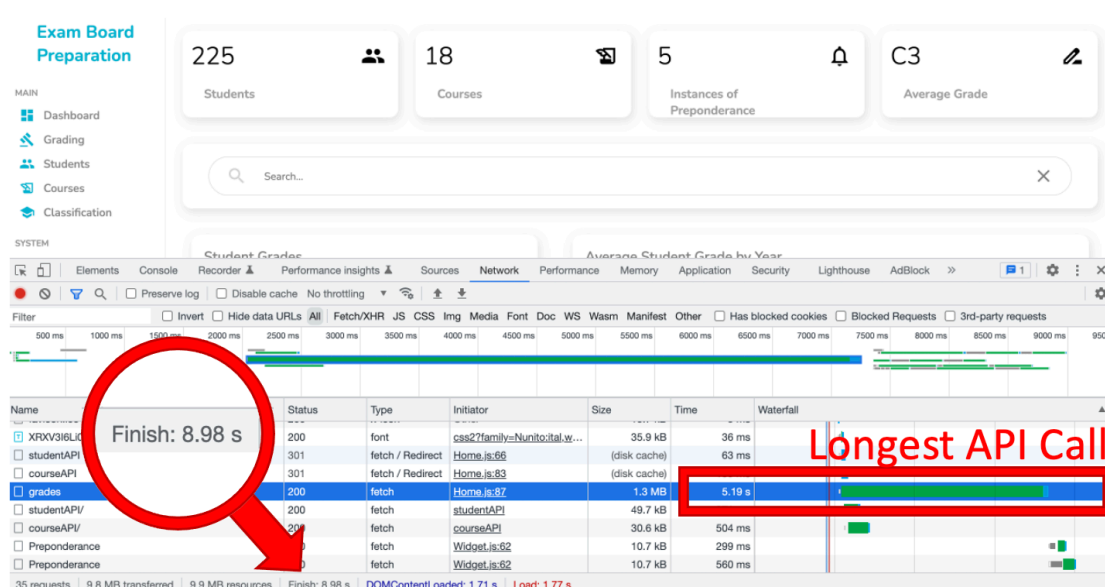 Exam Board
Preparation
225
18
5
C3
Students
Courses
Instances of
Preponderance
Average Grade
MAIN
Dashboard
Grading
Students
Courses
Classification
SYSTEM
Search...
Student Grades
Average Student Grade by Year
Elements Console Recorder Performance insights Sources Network Performance Memory Application Security Lighthouse AdBlock » 1
Preserve log Disable cache No throttling
Filter Invert Hide data URLs All Fetch/XHR JS CSS Img Media Font Doc WS Wasm Manifest Other Has blocked cookies Blocked Requests 3rd-party requests
500 ms 1000 ms 1500 ms 2000 ms 2500 ms 3000 ms 3500 ms 4000 ms 4500 ms 5000 ms 5500 ms 6000 ms 6500 ms 7000 ms 7500 ms 8000 ms 8500 ms 9000 ms 950
Name Status Type Initiator Size Time Waterfall
XRXV3I6Li 200 font css2?family=Nunito:ital,w... 35.9 kB 36 ms
Finish: 8.98 s
Longest API Call
studentAPI 301 fetch / Redirect Home.js:66 (disk cache) 63 ms
courseAPI 301 fetch / Redirect Home.js:83 (disk cache)
grades 200 fetch Home.js:87 1.3 MB 5.19 s
studentAPI/ 200 fetch studentAPI 49.7 kB
courseAPI/ 200 fetch courseAPI 30.6 kB 504 ms
Preponderance fetch Widget.js:62 10.7 kB 299 ms
Preponderance fetch Widget.js:62 10.7 kB 560 ms
35 requests 9.8 MB transferred 9.9 MB resources Finish: 8.98 s DOMContentLoaded: 1.71 s Load: 1.77 s